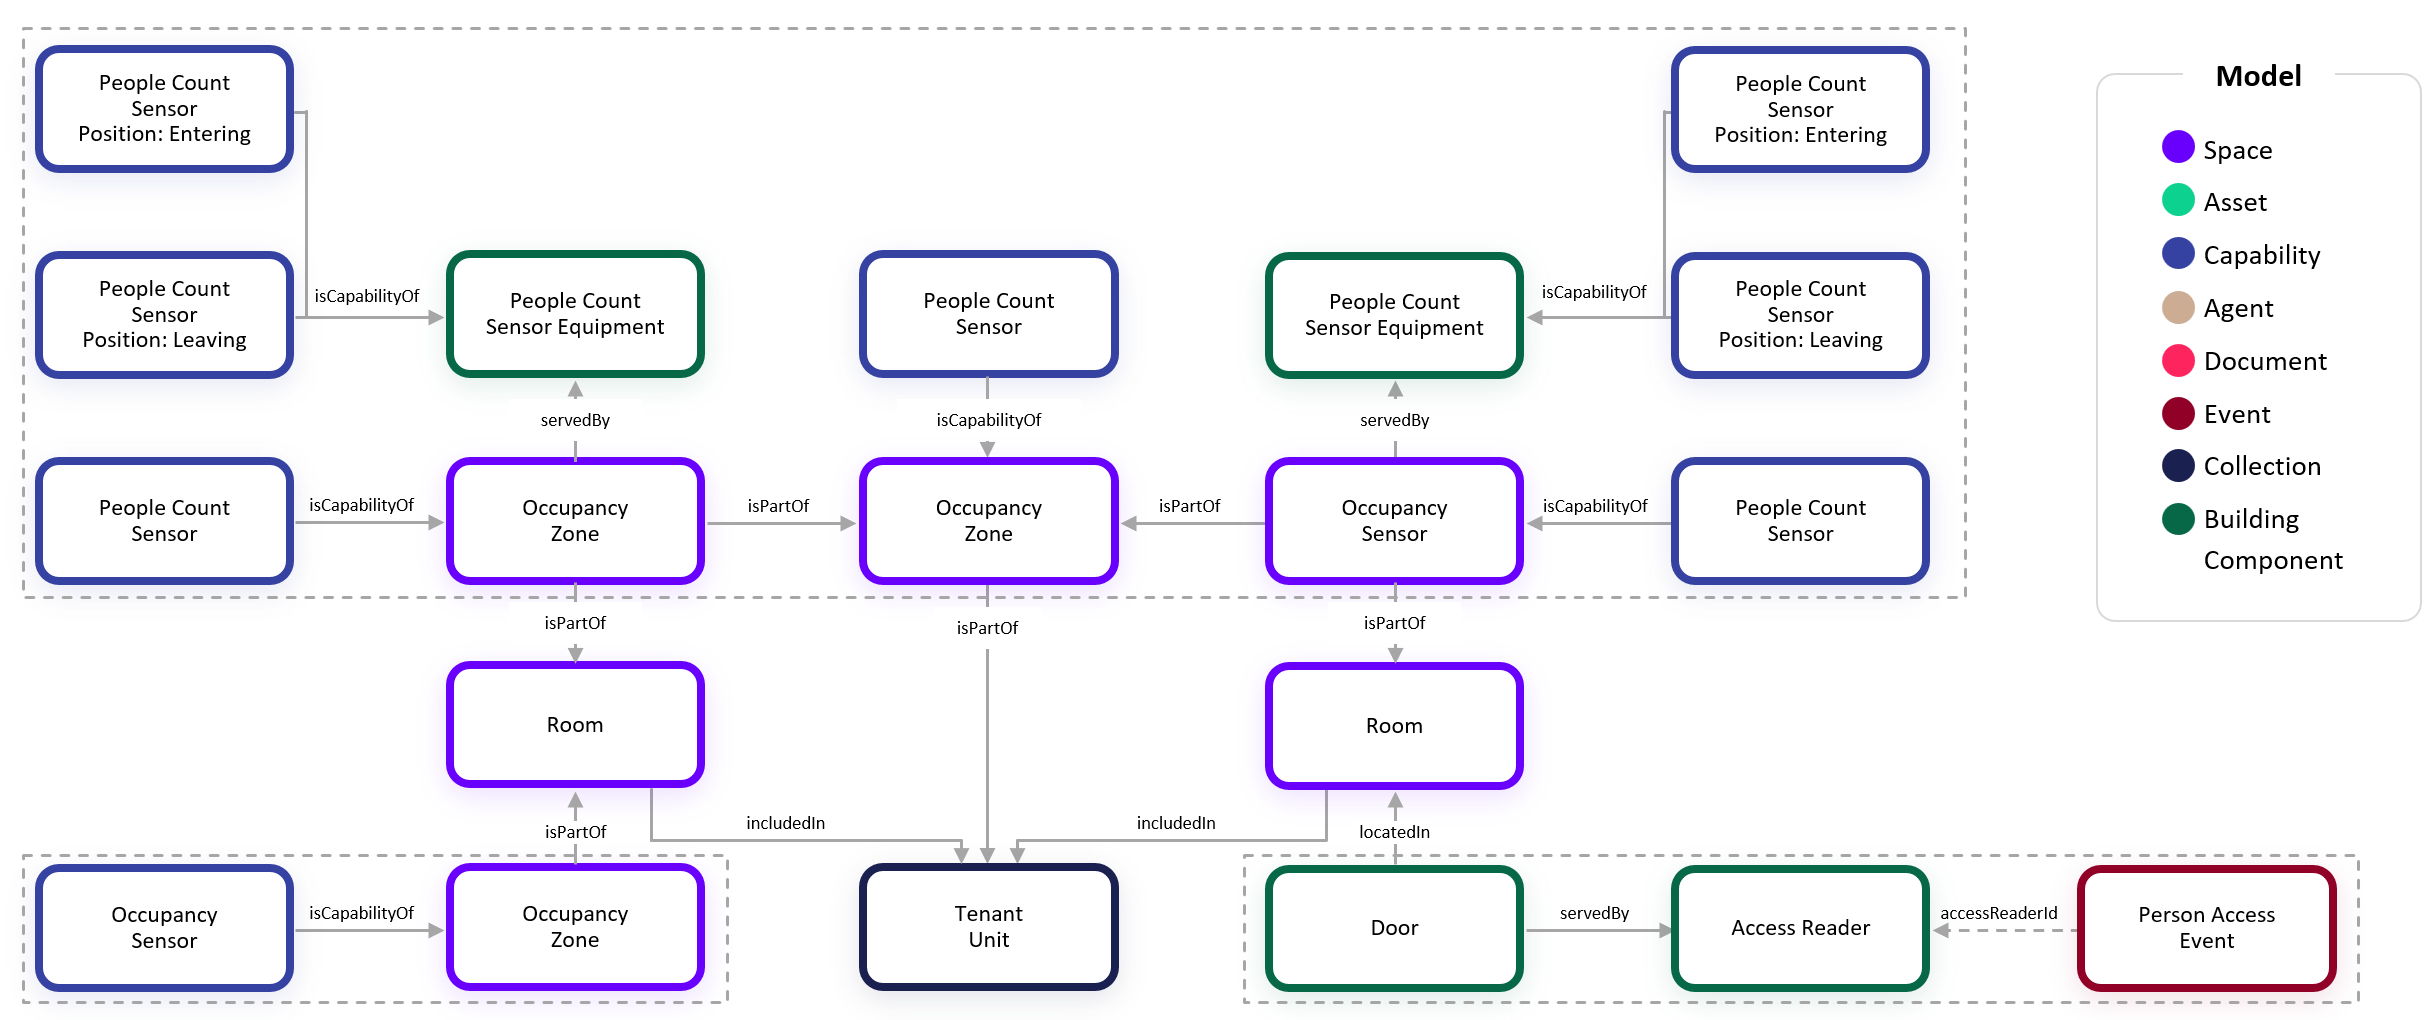 People Count
Sensor
Position: Entering
People Count
Sensor
Position: Entering
Model
Space
Asset
Capability
Agent
Document
Event
Collection
Building
Component
People Count
Sensor
Position: Leaving
isCapabilityOf
People Count
Sensor Equipment
People Count
Sensor
People Count
Sensor Equipment
isCapabilityOf
People Count
Sensor
Position: Leaving
servedBy
isCapabilityOf
servedBy
People Count
Sensor
isCapabilityOf
Occupancy
Zone
isPartOf
Occupancy
Zone
isPartOf
Occupancy
Sensor
isCapabilityOf
People Count
Sensor
isPartOf
isPartOf
isPartOf
Room
Room
isPartOf
includedIn
includedIn
locatedIn
Occupancy
Sensor
isCapabilityOf
Occupancy
Zone
Tenant
Unit
Door
servedBy
Access Reader
accessReaderId
Person Access
Event